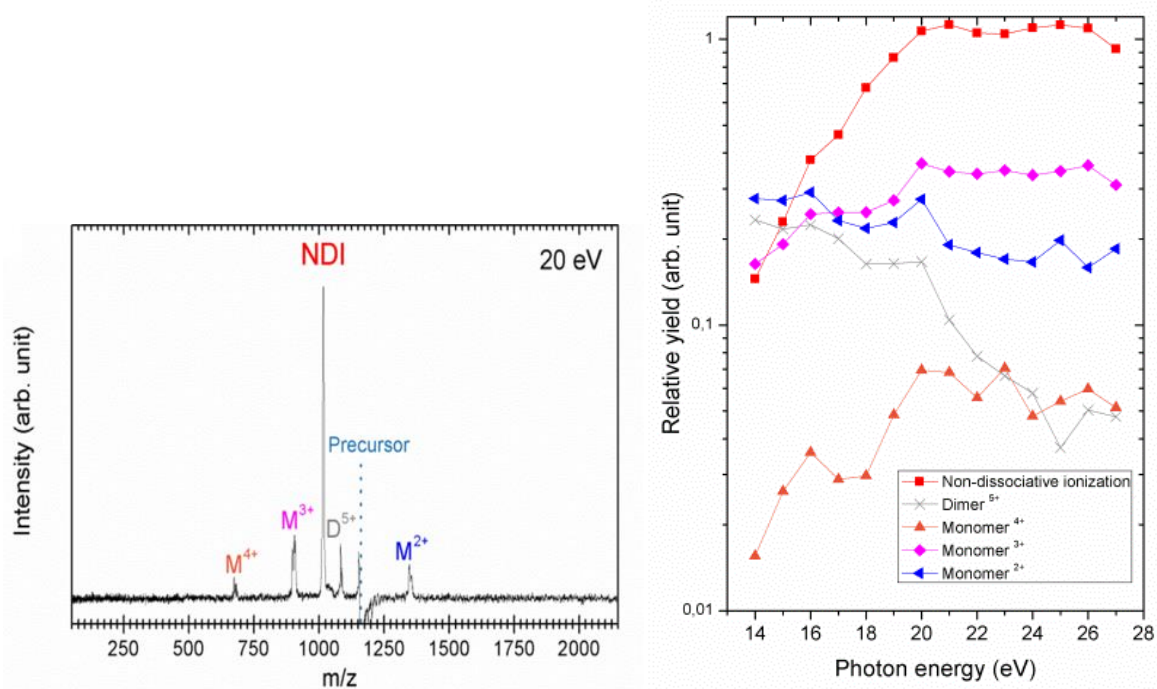 NDI
20 eV
Precursor
M3+
D5+
M4+
M2+
Intensity (arb. unit)
250 500 750 1000 1250 1500 1750 2000
m/z
1
0,1
0,01
Relative yield (arb. unit)
Non-dissociative ionization
Dimer 5+
Monomer 4+
Monomer 3+
Monomer 2+
14 16 18 20 22 24 26 28
Photon energy (eV)